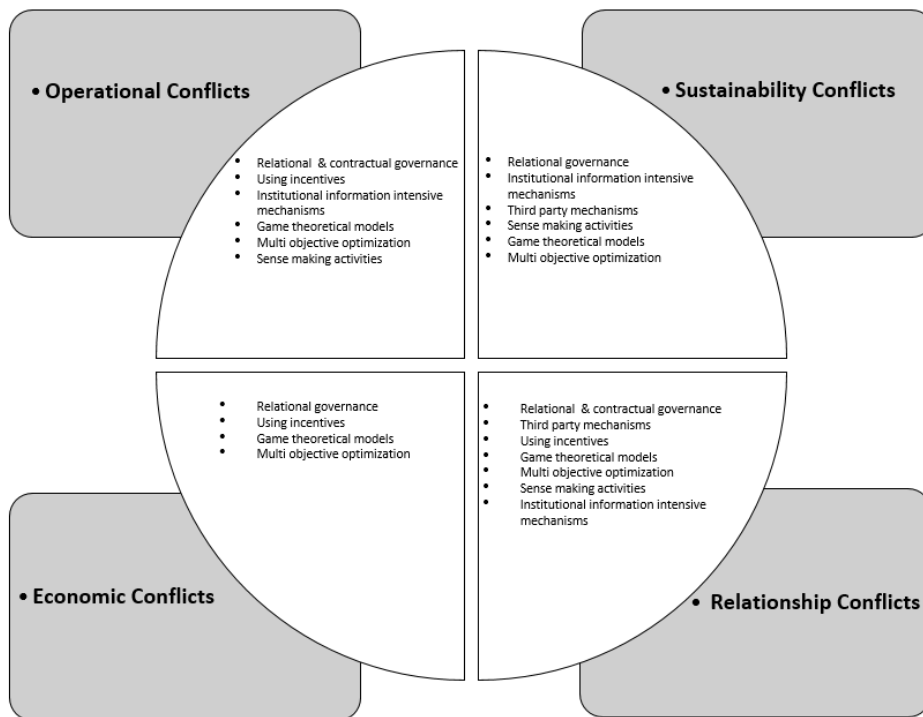 • Operational Conflicts
• Relational & contractual governance
• Using incentives
• Institutional information intensive
mechanisms
• Game theoretical models
• Multi objective optimization
• Sense making activities
• Sustainability Conflicts
• Relational governance
• Institutional information intensive
mechanisms
• Third party mechanisms
• Sense making activities
• Game theoretical models
• Multi objective optimization
• Economic Conflicts
• Relational governance
• Using incentives
• Game theoretical models
• Multi objective optimization
• Relationship Conflicts
• Relational & contractual governance
• Third party mechanisms
• Using incentives
• Game theoretical models
• Multi objective optimization
• Sense making activities
• Institutional information intensive
mechanisms